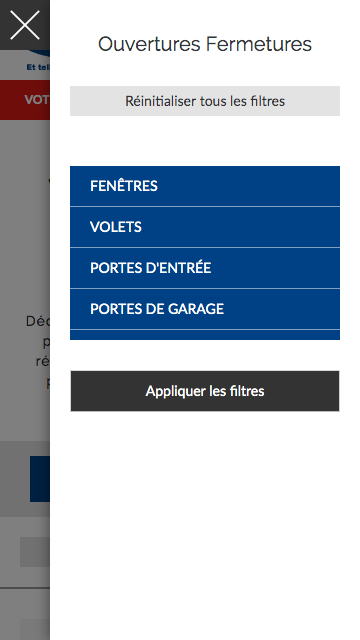 Ouvertures Fermetures
Et tell
Réinitialiser tous les filtres
VOT
FENÊTRES
VOLETS
PORTES D'ENTRÉE
Déc
PORTES DE GARAGE
ré
Appliquer les filtres